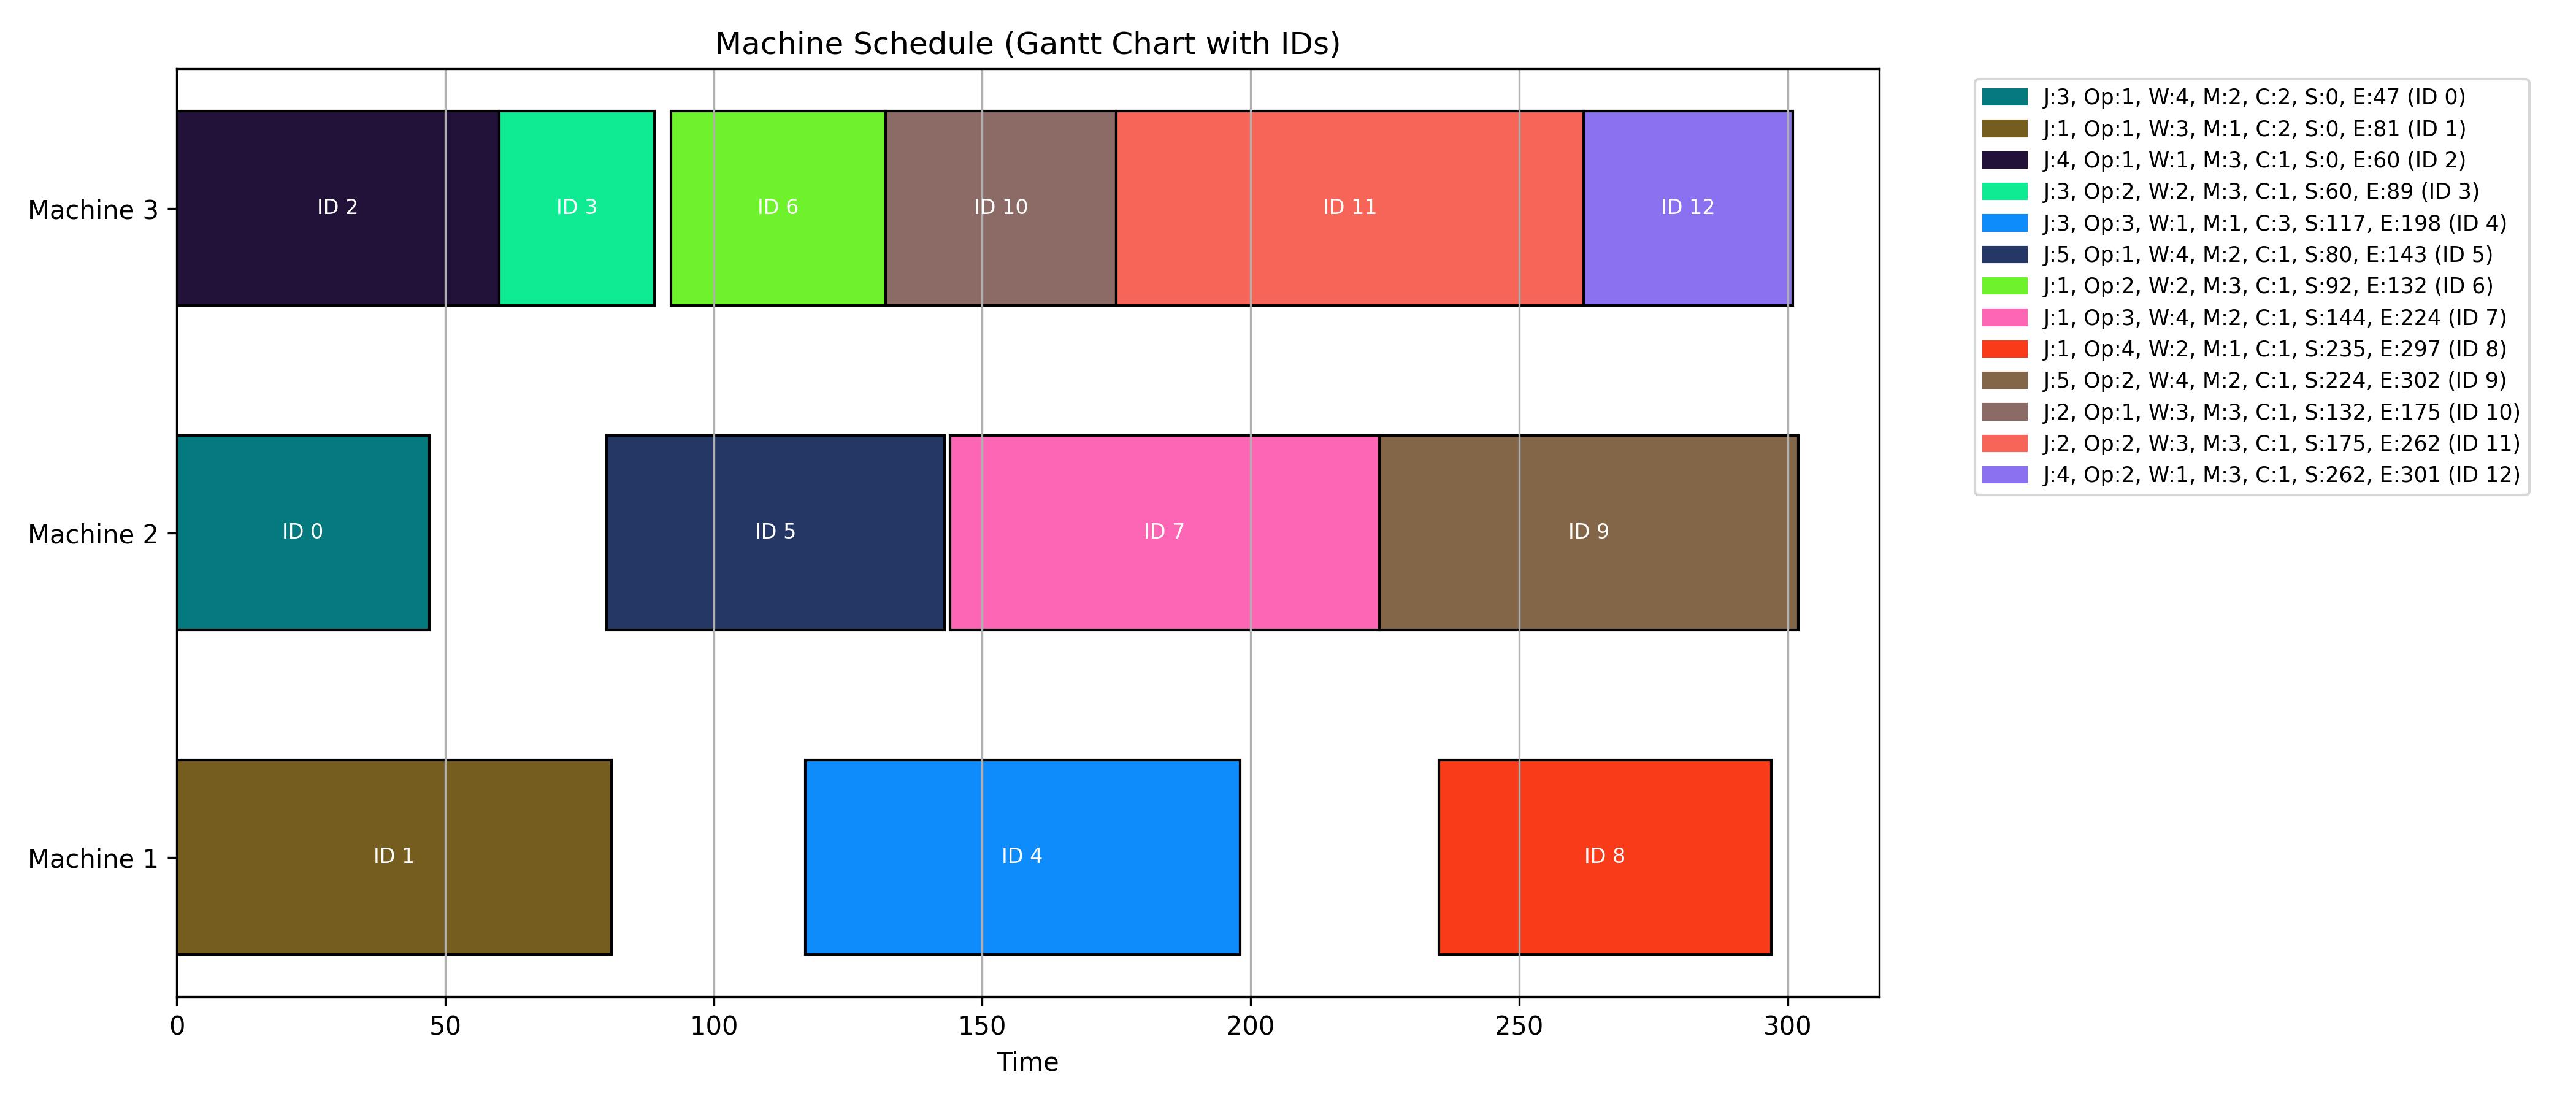 Machine Schedule (Gantt Chart with IDs)
Machine 3
ID 2
ID 3
ID 6
ID 10
ID 11
ID 12
Machine 2
ID 0
ID 5
ID 7
ID 9
Machine 1
ID 1
ID 4
ID 8
0 50 100 150 200 250 300
Time
J:3, Op:1, W:4, M:2, C:2, S:0, E:47 (ID 0)
J:1, Op:1, W:3, M:1, C:2, S:0, E:81 (ID 1)
J:4, Op:1, W:1, M:3, C:1, S:0, E:60 (ID 2)
J:3, Op:2, W:2, M:3, C:1, S:60, E:89 (ID 3)
J:3, Op:3, W:1, M:1, C:3, S:117, E:198 (ID 4)
J:5, Op:1, W:4, M:2, C:1, S:80, E:143 (ID 5)
J:1, Op:2, W:2, M:3, C:1, S:92, E:132 (ID 6)
J:1, Op:3, W:4, M:2, C:1, S:144, E:224 (ID 7)
J:1, Op:4, W:2, M:1, C:1, S:235, E:297 (ID 8)
J:5, Op:2, W:4, M:2, C:1, S:224, E:302 (ID 9)
J:2, Op:1, W:3, M:3, C:1, S:132, E:175 (ID 10)
J:2, Op:2, W:3, M:3, C:1, S:175, E:262 (ID 11)
J:4, Op:2, W:1, M:3, C:1, S:262, E:301 (ID 12)